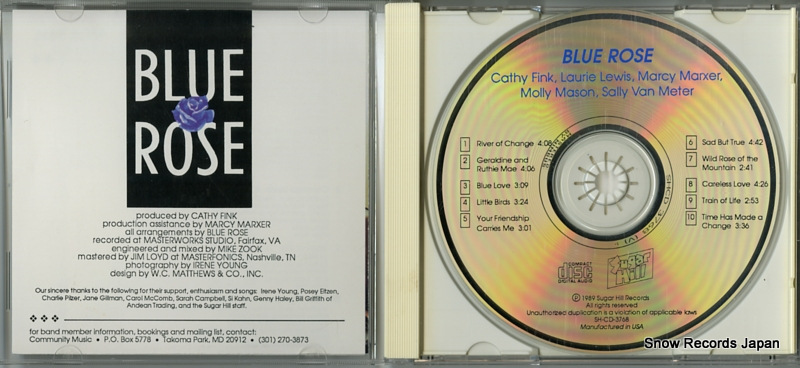 BLUE
ROSE
produced by CATHY FINK
production assistance by MARCY MARXER
all arrangements by BLUE ROSE
recorded at MASTERWORKS STUDIO, Fairfax, VA
engineered and mixed by MIKE ZOOK
mastered by JIM LOYD at MASTERFONICS, Nashville, TN
photography by IRENE YOUNG
design by W.C. MATTHEWS & CO., INC.
Our sincere thanks to the following for their support, enthusiasm and songs: Irene Young, Posey Eitzen,
Charlie Pilzer, Jane Gillman, Carol McComb, Sarah Campbell, Si Kahn, Genny Haley, Bill Griffith of
Andean Trading, and the Sugar Hill staff.
for band member information, bookings and mailing list, contact:
Community Music • P.O. Box 5778 • Takoma Park, MD 20912 • (301) 270-3873
BLUE ROSE
Cathy Fink, Laurie Lewis, Marcy Marxer,
Molly Mason, Sally Van Meter
1 River of Change 4:08
2 Geraldine and
Ruthie Mae 4:06
3 Blue Love 3:09
4 Little Birds 3:24
5 Your Friendship
Carries Me 3:01
6 Sad But True 4:42
7 Wild Rose of the
Mountain 2:41
8 Careless Love 4:26
9 Train of Life 2:53
10 Time Has Made a
Change 3:36
COMPACT
disc
DIGITAL AUDIO
Sugar
Hill
℗ 1989 Sugar Hill Records
All rights reserved.
Unauthorized duplication is a violation of applicable laws
SH-CD-3768
Manufactured in USA
Snow Records Japan